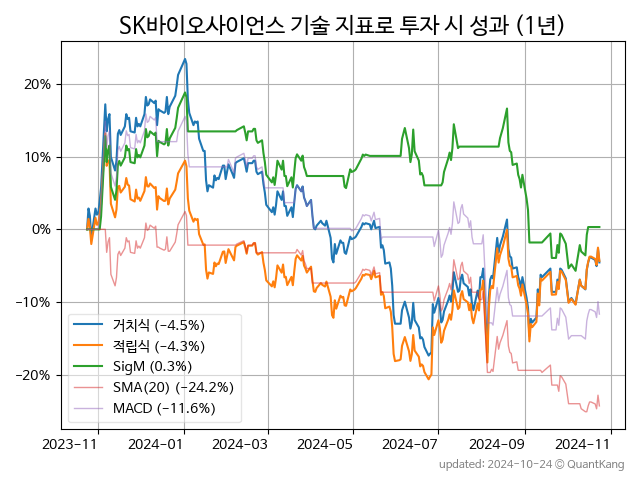 SK바이오사이언스 기술 지표로 투자 시 성과 (1년)
20%
10%
0%
−10%
−20%
거치식 (−4.5%)
적립식 (−4.3%)
SigM (0.3%)
SMA(20) (−24.2%)
MACD (−11.6%)
2023−11 2024−01 2024−03 2024−05 2024−07 2024−09 2024−11
updated: 2024-10-24 © QuantKang